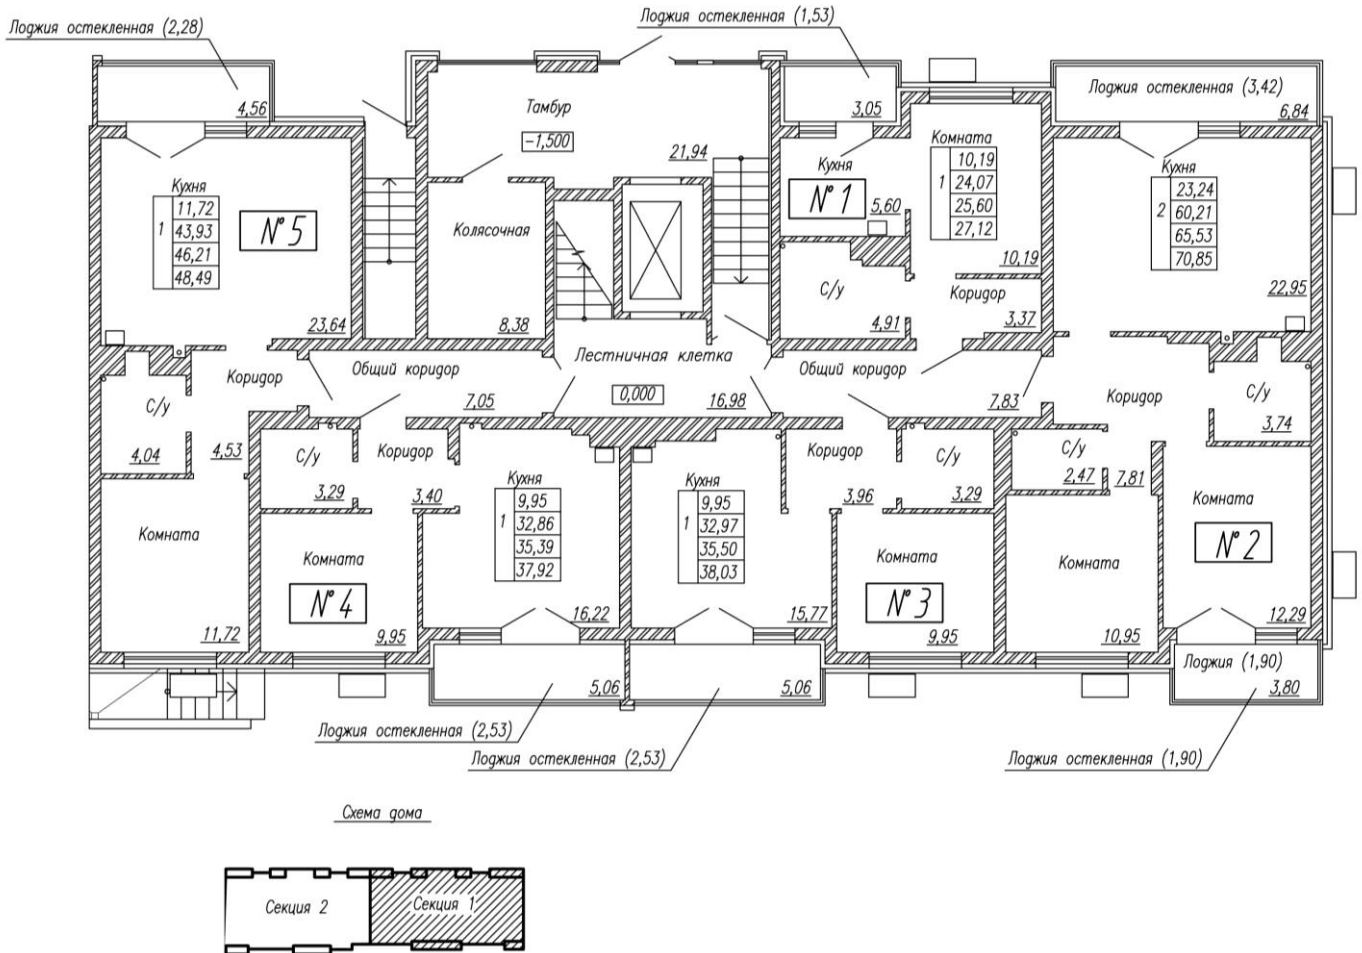 Лоджия остекленная (2,28)
Лоджия остекленная (1,53)
4,56
Тамбур
-1,500
21,94
3,05
Лоджия остекленная (3,42)
6,84
Кухня
1
11,72
43,93
46,21
48,49
N°5
23,64
Колясочная
8,38
Кухня
N°1
5,60
Комната
1
10,19
24,07
25,60
27,12
10,19
С/у
4,91
Коридор
3,37
Кухня
2
23,24
60,21
65,53
70,85
22,95
Коридор
Общий коридор
7,05
Лестничная клетка
0,000
16,98
Общий коридор
7,83
Коридор
С/у
4,04
4,53
С/у
3,29
Коридор
3,40
Кухня
1
9,95
32,86
35,39
37,92
16,22
Кухня
1
9,95
32,97
35,50
38,03
15,77
Коридор
3,96
С/у
3,29
С/у
2,47
7,81
С/у
3,74
Комната
11,72
Комната
N°4
9,95
Комната
N°3
9,95
Комната
10,95
Комната
N°2
12,29
5,06
5,06
Лоджия (1,90)
3,80
Лоджия остекленная (2,53)
Лоджия остекленная (2,53)
Лоджия остекленная (1,90)
Схема дома
Секция 2
Секция 1